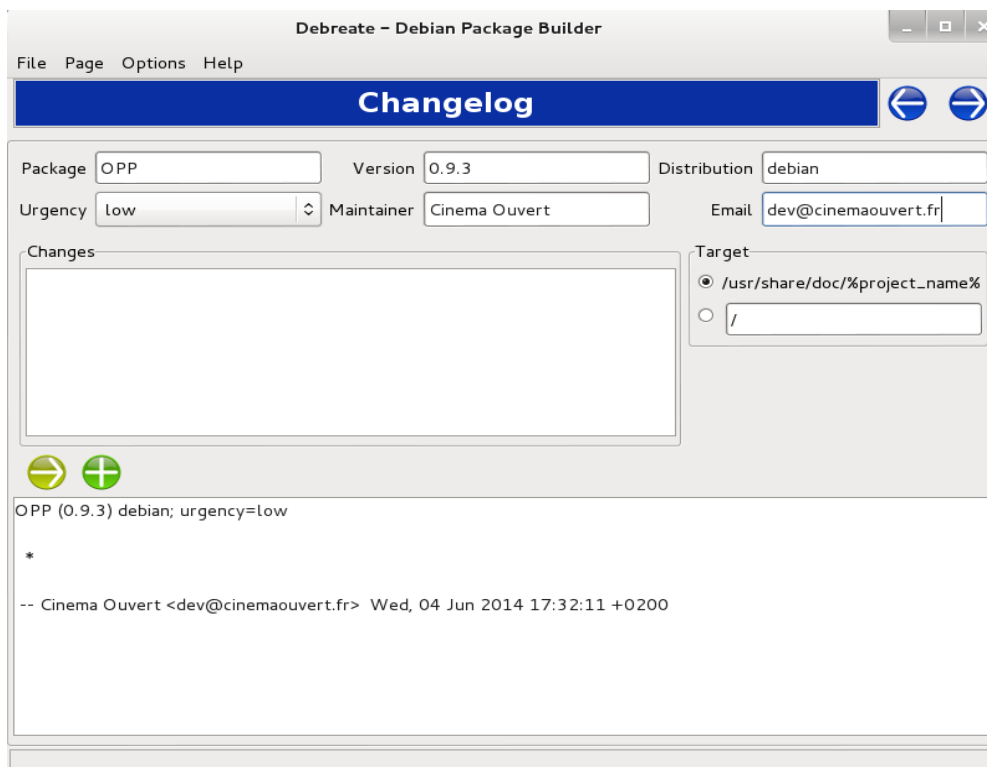 Debreate – Debian Package Builder
File Page Options Help
Changelog
Package OPP Version 0.9.3 Distribution debian
Urgency low Maintainer Cinema Ouvert Email dev@cinemaouvert.fr
Changes
Target
/usr/share/doc/%project_name%
/
OPP (0.9.3) debian; urgency=low
*
-- Cinema Ouvert <dev@cinemaouvert.fr>  Wed, 04 Jun 2014 17:32:11 +0200